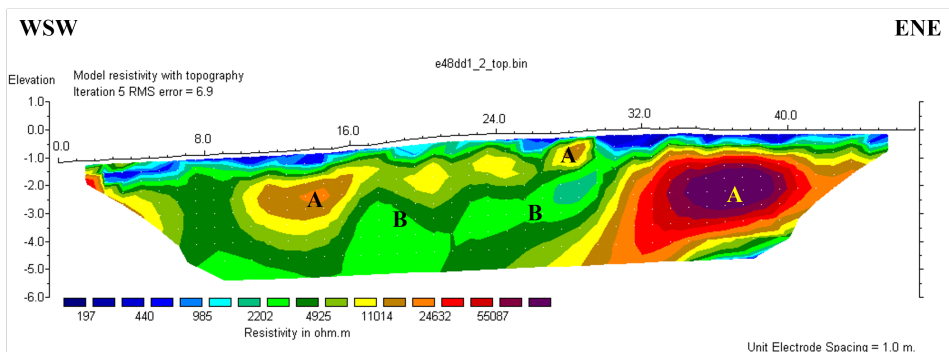 WSW ENE
e48dd1_2_top.bin
Elevation Model resistivity with topography
Iteration 5 RMS error = 6.9
1.0
0.0
-1.0
-2.0
-3.0
-4.0
-5.0
-6.0
0.0 8.0 16.0 24.0 32.0 40.0
A
A
A
B
B
197 440 985 2202 4925 11014 24632 55087
Resistivity in ohm.m
Unit Electrode Spacing = 1.0 m.